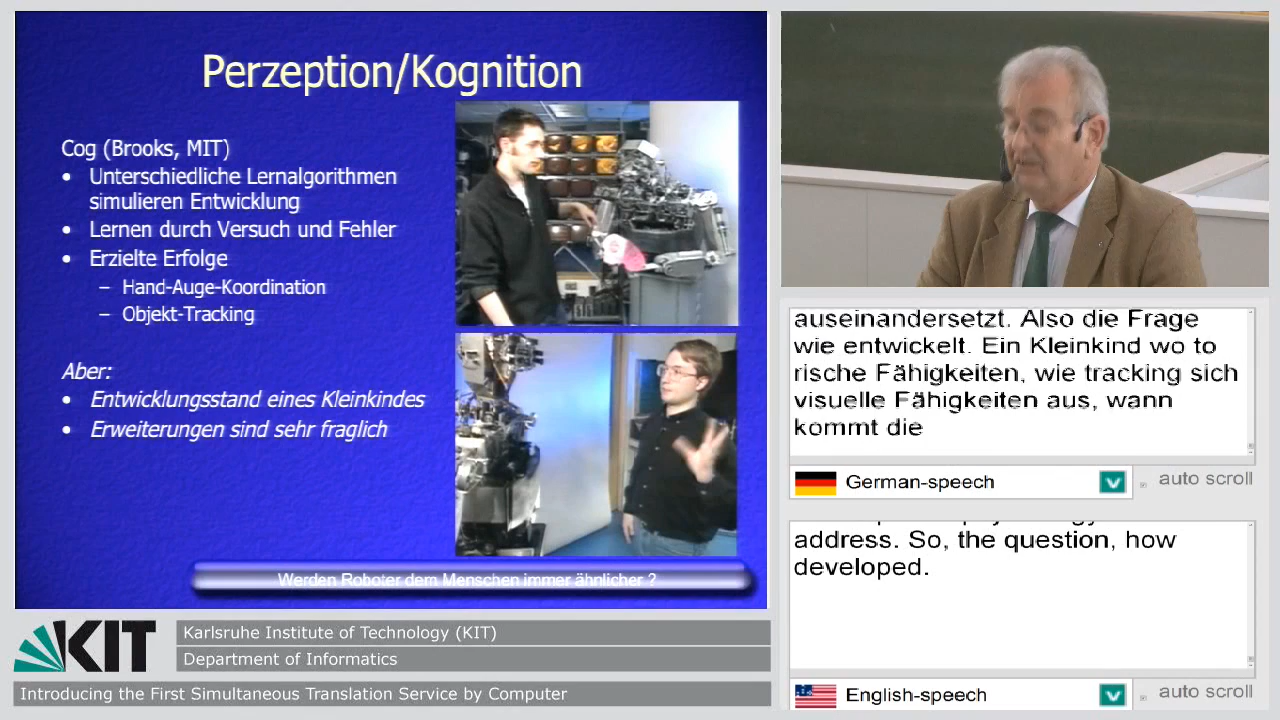 Perzeption/Kognition
Cog (Brooks, MIT)
• Unterschiedliche Lernalgorithmen
simulieren Entwicklung
• Lernen durch Versuch und Fehler
• Erzielte Erfolge
– Hand-Auge-Koordination
– Objekt-Tracking
Aber:
• Entwicklungsstand eines Kleinkindes
• Erweiterungen sind sehr fraglich
Werden Roboter dem Menschen immer ähnlicher ?
auseinandersetzt. Also die Frage
wie entwickelt. Ein Kleinkind wo to
rische Fähigkeiten, wie tracking sich
visuelle Fähigkeiten aus, wann
kommt die
German-speech
auto scroll
address. So, the question, how
developed.
English-speech
auto scroll
KIT
Karlsruhe Institute of Technology (KIT)
Department of Informatics
Introducing the First Simultaneous Translation Service by Computer